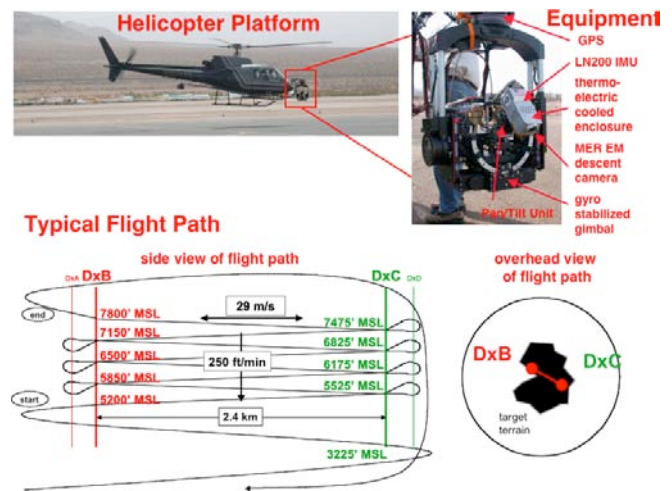 Helicopter Platform
Equipment
GPS
LN200 IMU
thermo-
electric
cooled
enclosure
MER EM
descent
camera
gyro
stabilized
gimbal
Pan/Tilt Unit
Typical Flight Path
side view of flight path
overhead view
of flight path
DxA
DxB
DxC
DxD
29 m/s
7800' MSL
end
7475' MSL
7150' MSL
6825' MSL
250 ft/min
6500' MSL
6175' MSL
5850' MSL
5525' MSL
start
5200' MSL
2.4 km
3225' MSL
DxB
DxC
target
terrain